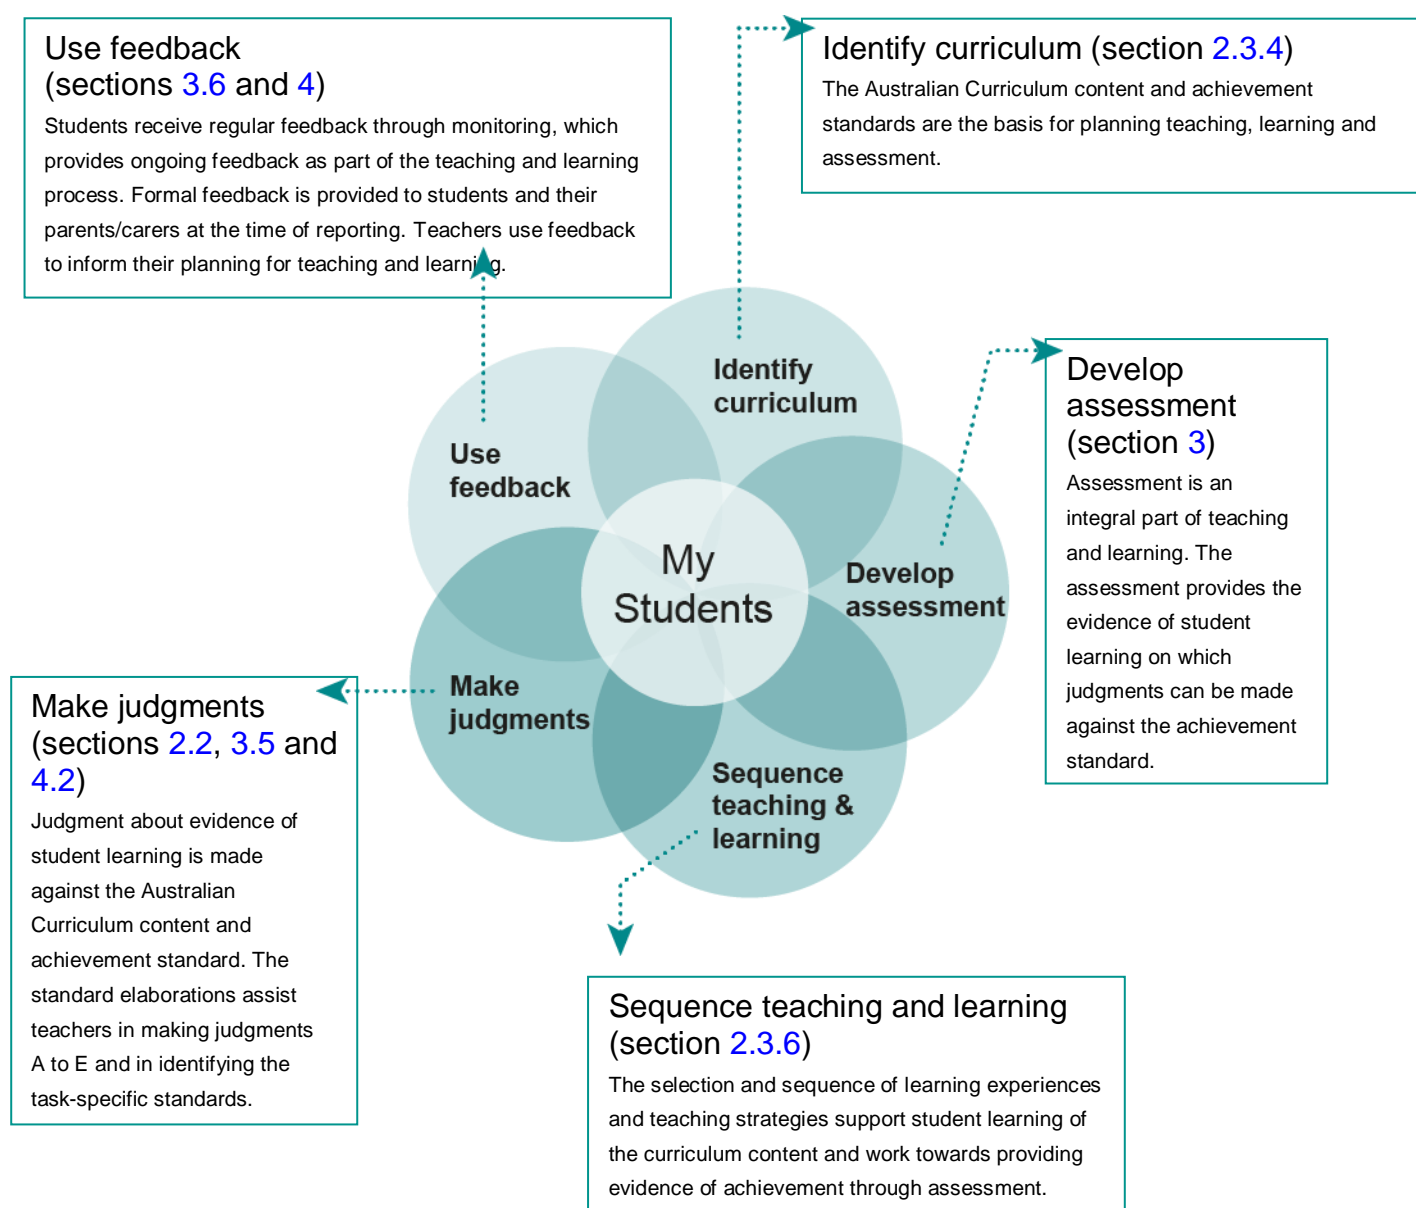 Use feedback
(sections 3.6 and 4)
Students receive regular feedback through monitoring, which
provides ongoing feedback as part of the teaching and learning
process. Formal feedback is provided to students and their
parents/carers at the time of reporting. Teachers use feedback
to inform their planning for teaching and learning.
Identify curriculum (section 2.3.4)
The Australian Curriculum content and achievement
standards are the basis for planning teaching, learning and
assessment.
Identify
curriculum
Use
feedback
Develop
assessment
(section 3)
Assessment is an
integral part of teaching
and learning. The
assessment provides the
evidence of student
learning on which
judgments can be made
against the achievement
standard.
My
Students
Develop
assessment
Make
judgments
Sequence
teaching &
learning
Make judgments
(sections 2.2, 3.5 and
4.2)
Judgment about evidence of
student learning is made
against the Australian
Curriculum content and
achievement standard. The
standard elaborations assist
teachers in making judgments
A to E and in identifying the
task-specific standards.
Sequence teaching and learning
(section 2.3.6)
The selection and sequence of learning experiences
and teaching strategies support student learning of
the curriculum content and work towards providing
evidence of achievement through assessment.